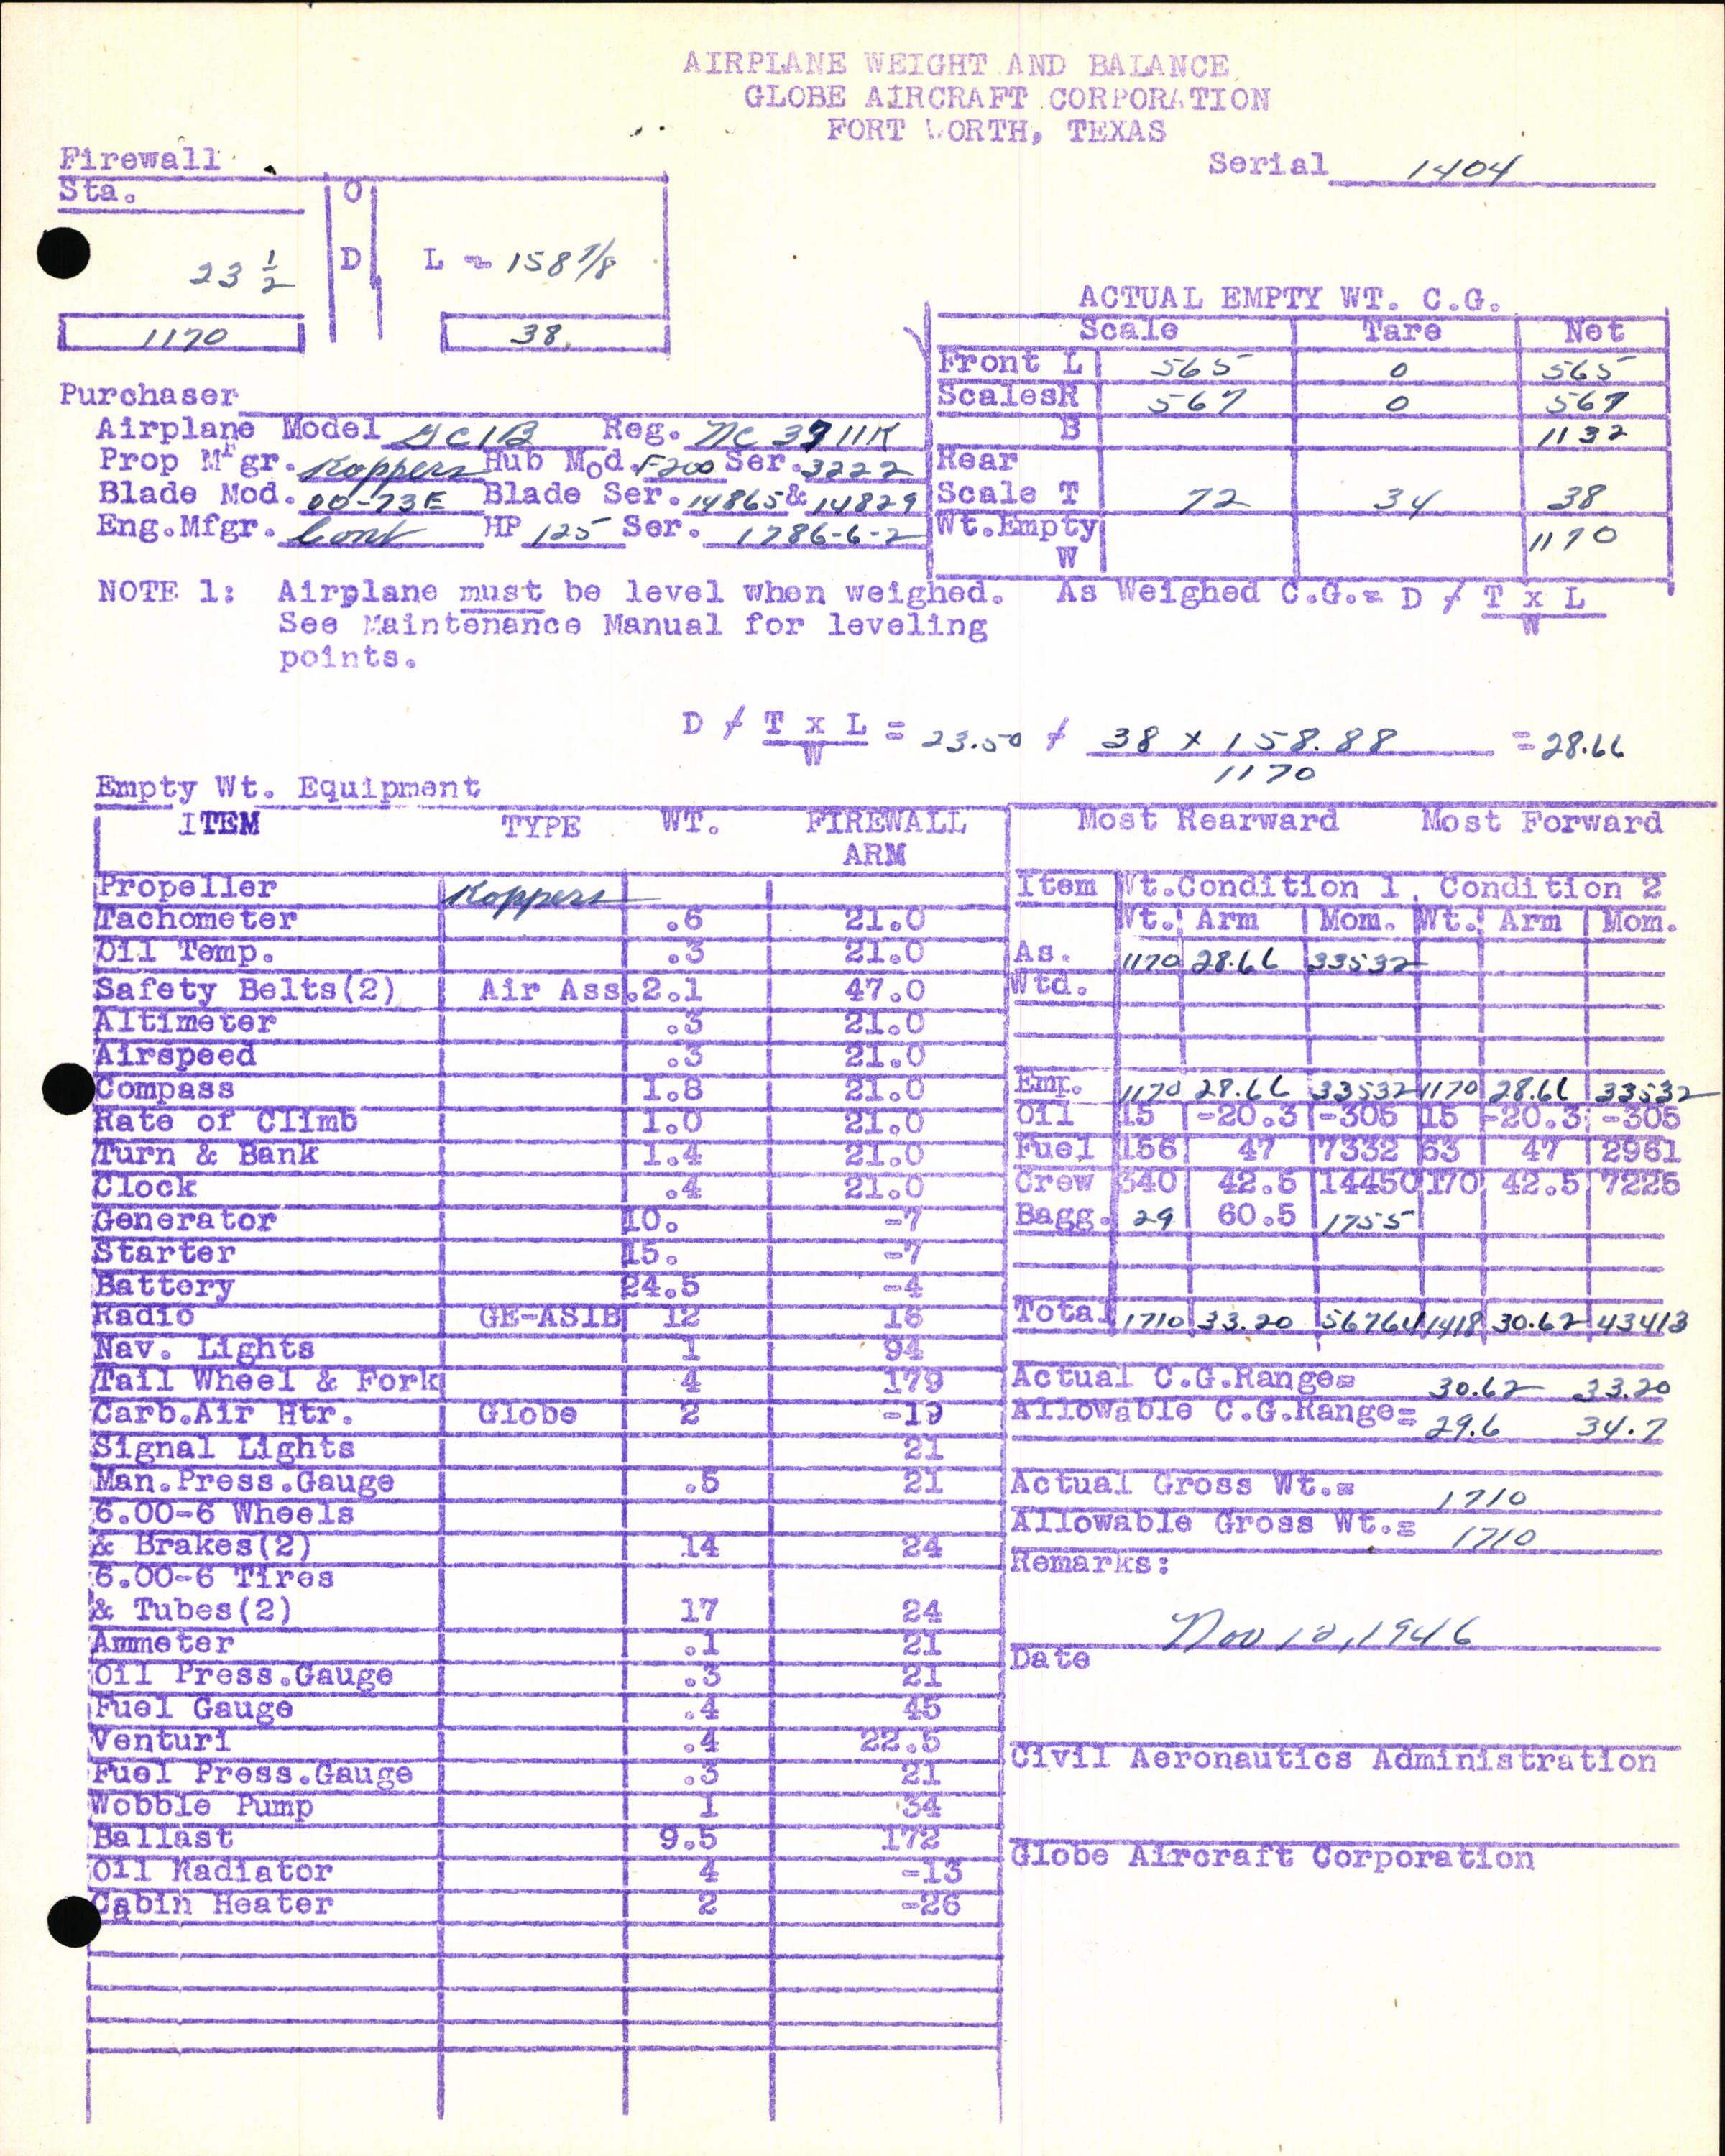 AIRPLANE WEIGHT AND BALANCE
GLOBE AIRCRAFT CORPORATION
FORT WORTH, TEXAS
Serial 1404
Firewall
Sta. O
23 1/2 D L = 158 7/8
1170 38
ACTUAL EMPTY WT. C.G.
Scale Tare Net
Front L 565 0 565
Scales R 567 0 567
B 1132
Rear
Scale T 72 34 38
Wt.Empty 1170
W
Purchaser
Airplane Model GC1B Reg. NC 3911K
Prop Mfgr. Koppers Hub Mod. F200 Ser. 3222
Blade Mod. 00-73E Blade Ser. 14865 & 14829
Eng.Mfgr. Cont HP 125 Ser. 1786-6-2
NOTE 1: Airplane must be level when weighed.
See Maintenance Manual for leveling
points.
As Weighed C.G.= D ⌿ T x L
W
D ⌿ T x L = 23.50 ⌿ 38 x 158.88 = 28.66
W 1170
Empty Wt. Equipment
ITEM TYPE WT. FIREWALL
ARM
Propeller Koppers
Tachometer .6 21.0
Oil Temp. .3 21.0
Safety Belts(2) Air Ass. 2.1 47.0
Altimeter .3 21.0
Airspeed .3 21.0
Compass 1.8 21.0
Rate of Climb 1.0 21.0
Turn & Bank 1.4 21.0
Clock .4 21.0
Generator 10. -7
Starter 15. -7
Battery 24.5 -4
Radio GE-AS1B 12 16
Nav. Lights 1 94
Tail Wheel & Fork 4 179
Carb.Air Htr. Globe 2 -19
Signal Lights 21
Man.Press.Gauge .5 21
6.00-6 Wheels
& Brakes(2) 14 24
6.00-6 Tires
& Tubes(2) 17 24
Ammeter .1 21
Oil Press.Gauge .3 21
Fuel Gauge .4 45
Venturi .4 22.5
Fuel Press.Gauge .3 21
Wobble Pump 1 34
Ballast 9.5 172
Oil Radiator 4 -13
Cabin Heater 2 -26
Most Rearward Most Forward
Item Wt.Condition 1 Condition 2
Wt. Arm Mom. Wt. Arm Mom.
As. 1170 28.66 33532
Wtd.
Emp. 1170 28.66 33532 1170 28.66 33532
Oil 15 -20.3 -305 15 -20.3 -305
Fuel 156 47 7332 63 47 2961
Crew 340 42.5 14450 170 42.5 7225
Bagg. 29 60.5 1755
Total 1710 33.20 56764 1418 30.62 43413
Actual C.G.Range= 30.62 33.20
Allowable C.G.Range= 29.6 34.7
Actual Gross Wt.= 1710
Allowable Gross Wt.= 1710
Remarks:
Nov 12, 1946
Date
Civil Aeronautics Administration
Globe Aircraft Corporation